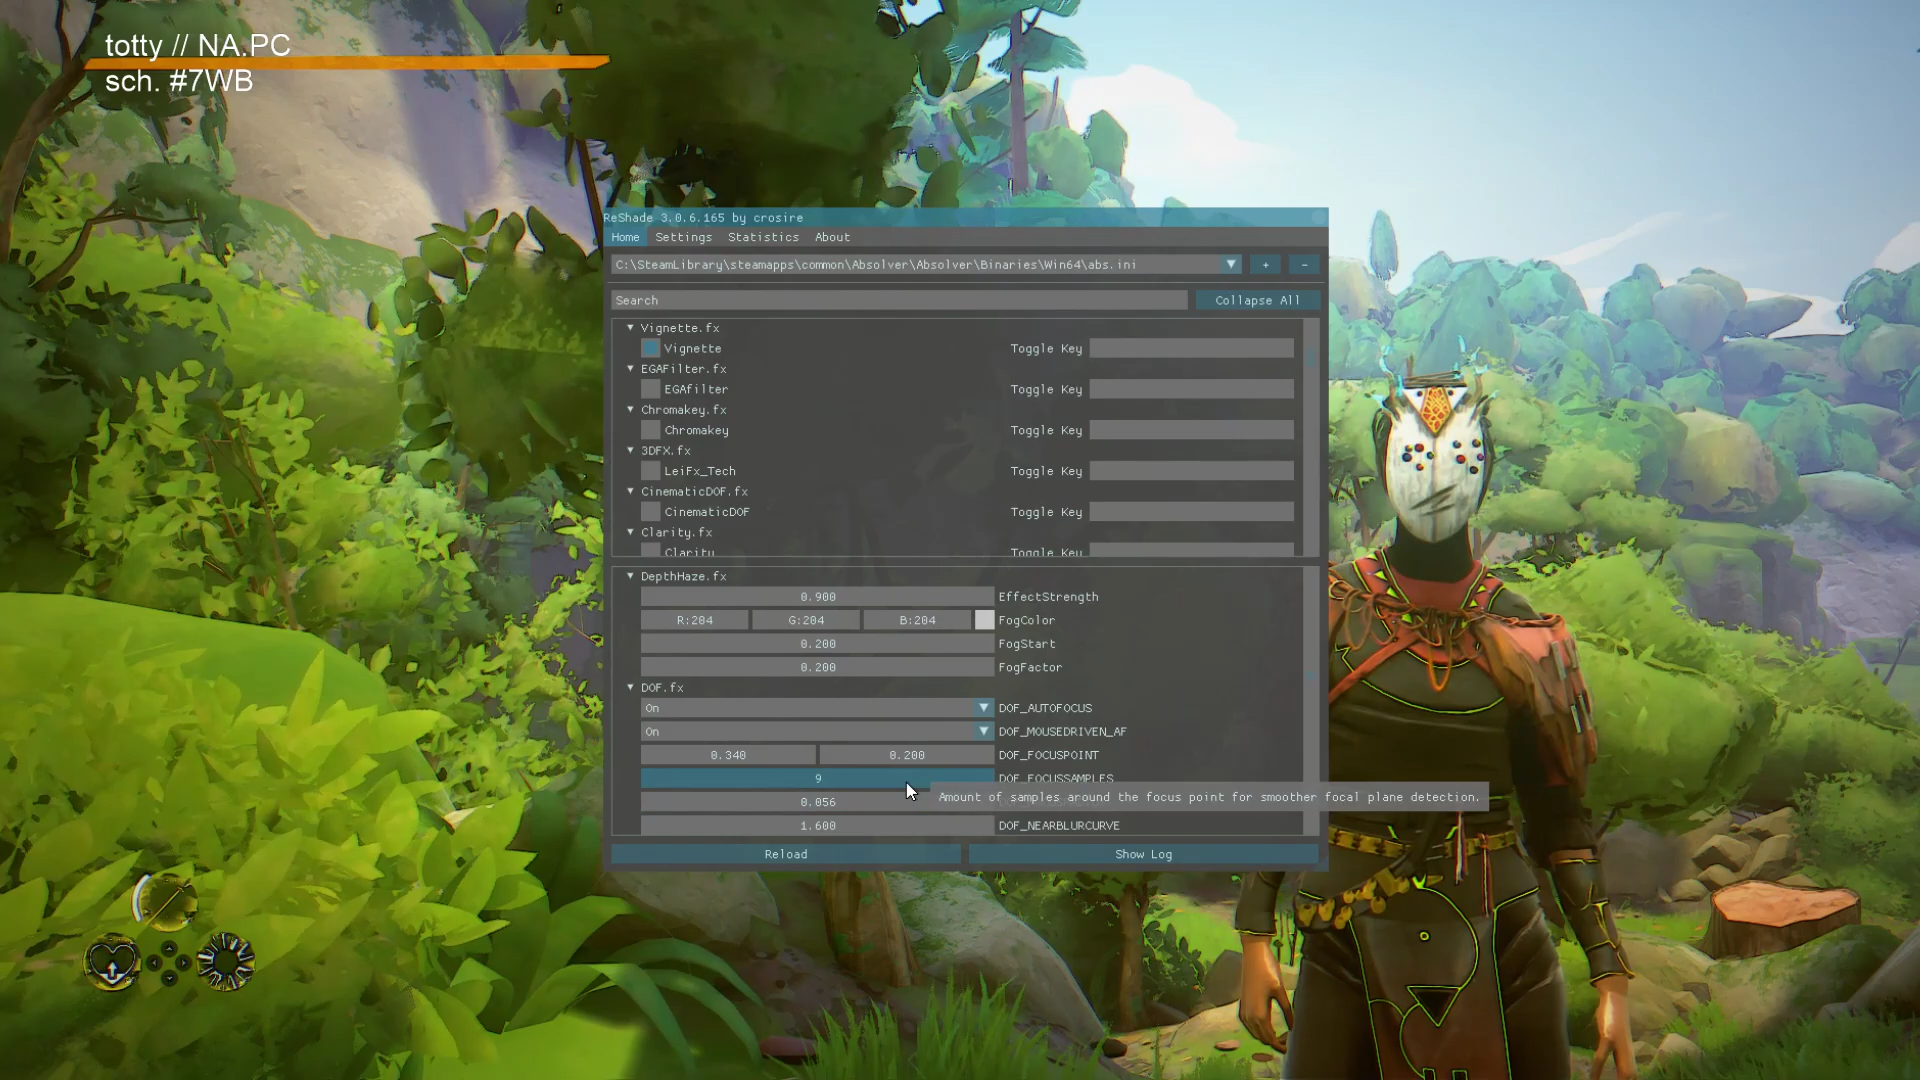 totty // NA.PC
sch. #7WB
ReShade 3.0.6.165 by crosire
Home Settings Statistics About
C:\SteamLibrary\steamapps\common\Absolver\Absolver\Binaries\Win64\abs.ini + -
Search Collapse All
Vignette.fx
Vignette Toggle Key
EGAFilter.fx
EGAfilter Toggle Key
Chromakey.fx
Chromakey Toggle Key
3DFX.fx
LeiFx_Tech Toggle Key
CinematicDOF.fx
CinematicDOF Toggle Key
Clarity.fx
Clarity Toggle Key
DepthHaze.fx
0.900 EffectStrength
R:204 G:204 B:204 FogColor
0.200 FogStart
0.200 FogFactor
DOF.fx
On DOF_AUTOFOCUS
On DOF_MOUSEDRIVEN_AF
0.340 0.200 DOF_FOCUSPOINT
9 DOF_FOCUSSAMPLES
Amount of samples around the focus point for smoother focal plane detection.
0.056
1.600 DOF_NEARBLURCURVE
Reload Show Log